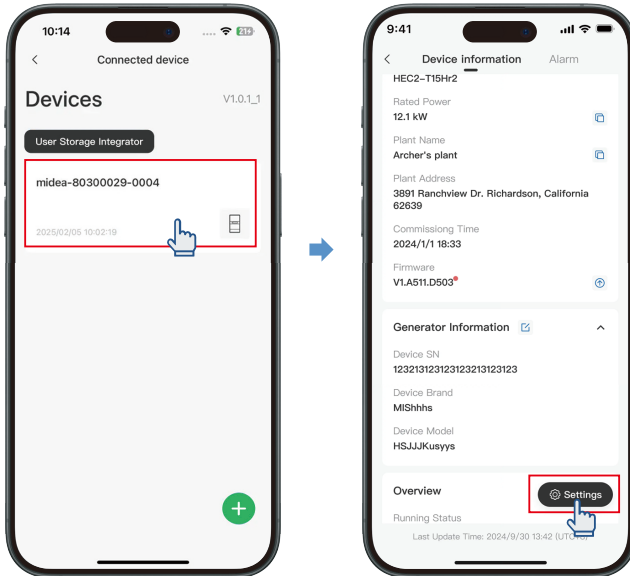 10:14
Connected device
Devices
V1.0.1_1
User Storage Integrator
midea-80300029-0004
2025/02/05 10:02:19
9:41
Device information
Alarm
HEC2-T15Hr2
Rated Power
12.1 kW
Plant Name
Archer's plant
Plant Address
3891 Ranchview Dr. Richardson, California
62639
Commissiong Time
2024/1/1 18:33
Firmware
V1.A511.D503
Generator Information
Device SN
123213123123123213123123
Device Brand
MIShhhs
Device Model
HSJJJKusyys
Overview
Settings
Running Status
Last Update Time: 2024/9/30 13:42